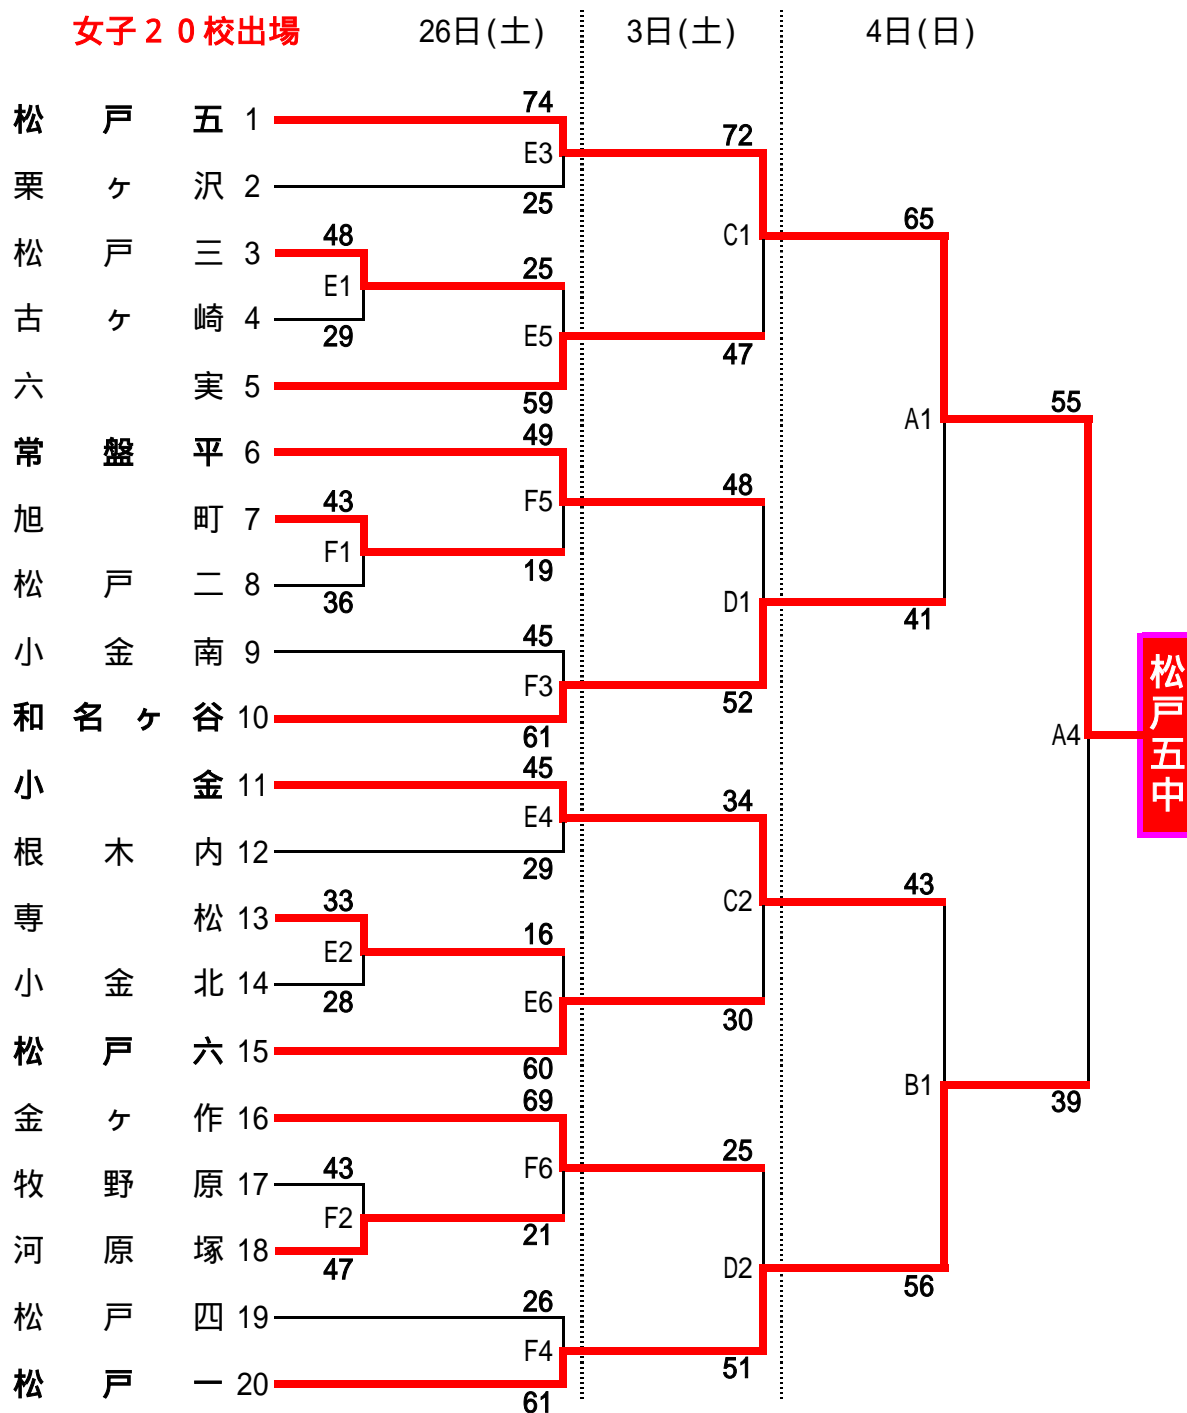 女子２０校出場 26日(土) 3日(土) 4日(日)
74
松戸五 1
72
E3
栗ヶ沢 2
25
65
48
C1
松戸三 3
25
E1
古ヶ崎 4
29
E5
47
六実 5
59
55
A1
49
常盤平 6
48
43
F5
旭町 7
F1
19
松戸二 8
36
D1
41
45
小金南 9
F3
52
松戸五中
和名ヶ谷 10
61
A4
45
小金 11
34
E4
根木内 12
29
43
33
C2
専松 13
16
E2
小金北 14
28
E6
30
松戸六 15
60
B1
69
39
金ヶ作 16
25
43
F6
牧野原 17
F2
21
河原塚 18
47
D2
56
26
松戸四 19
F4
51
松戸一 20
61